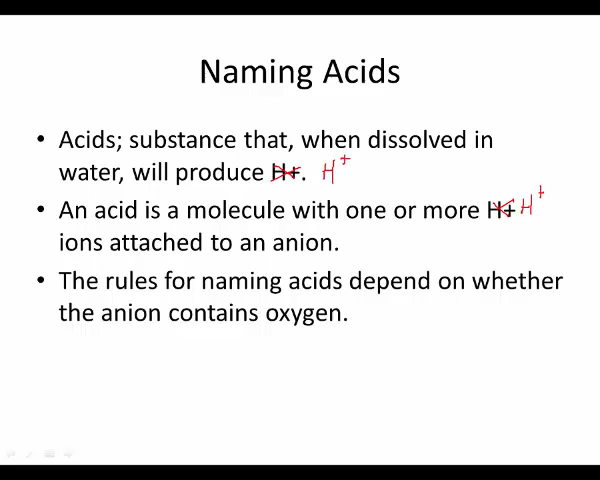 Naming Acids
• Acids; substance that, when dissolved in
water, will produce H+. H⁺
• An acid is a molecule with one or more H+ H⁺
ions attached to an anion.
• The rules for naming acids depend on whether
the anion contains oxygen.